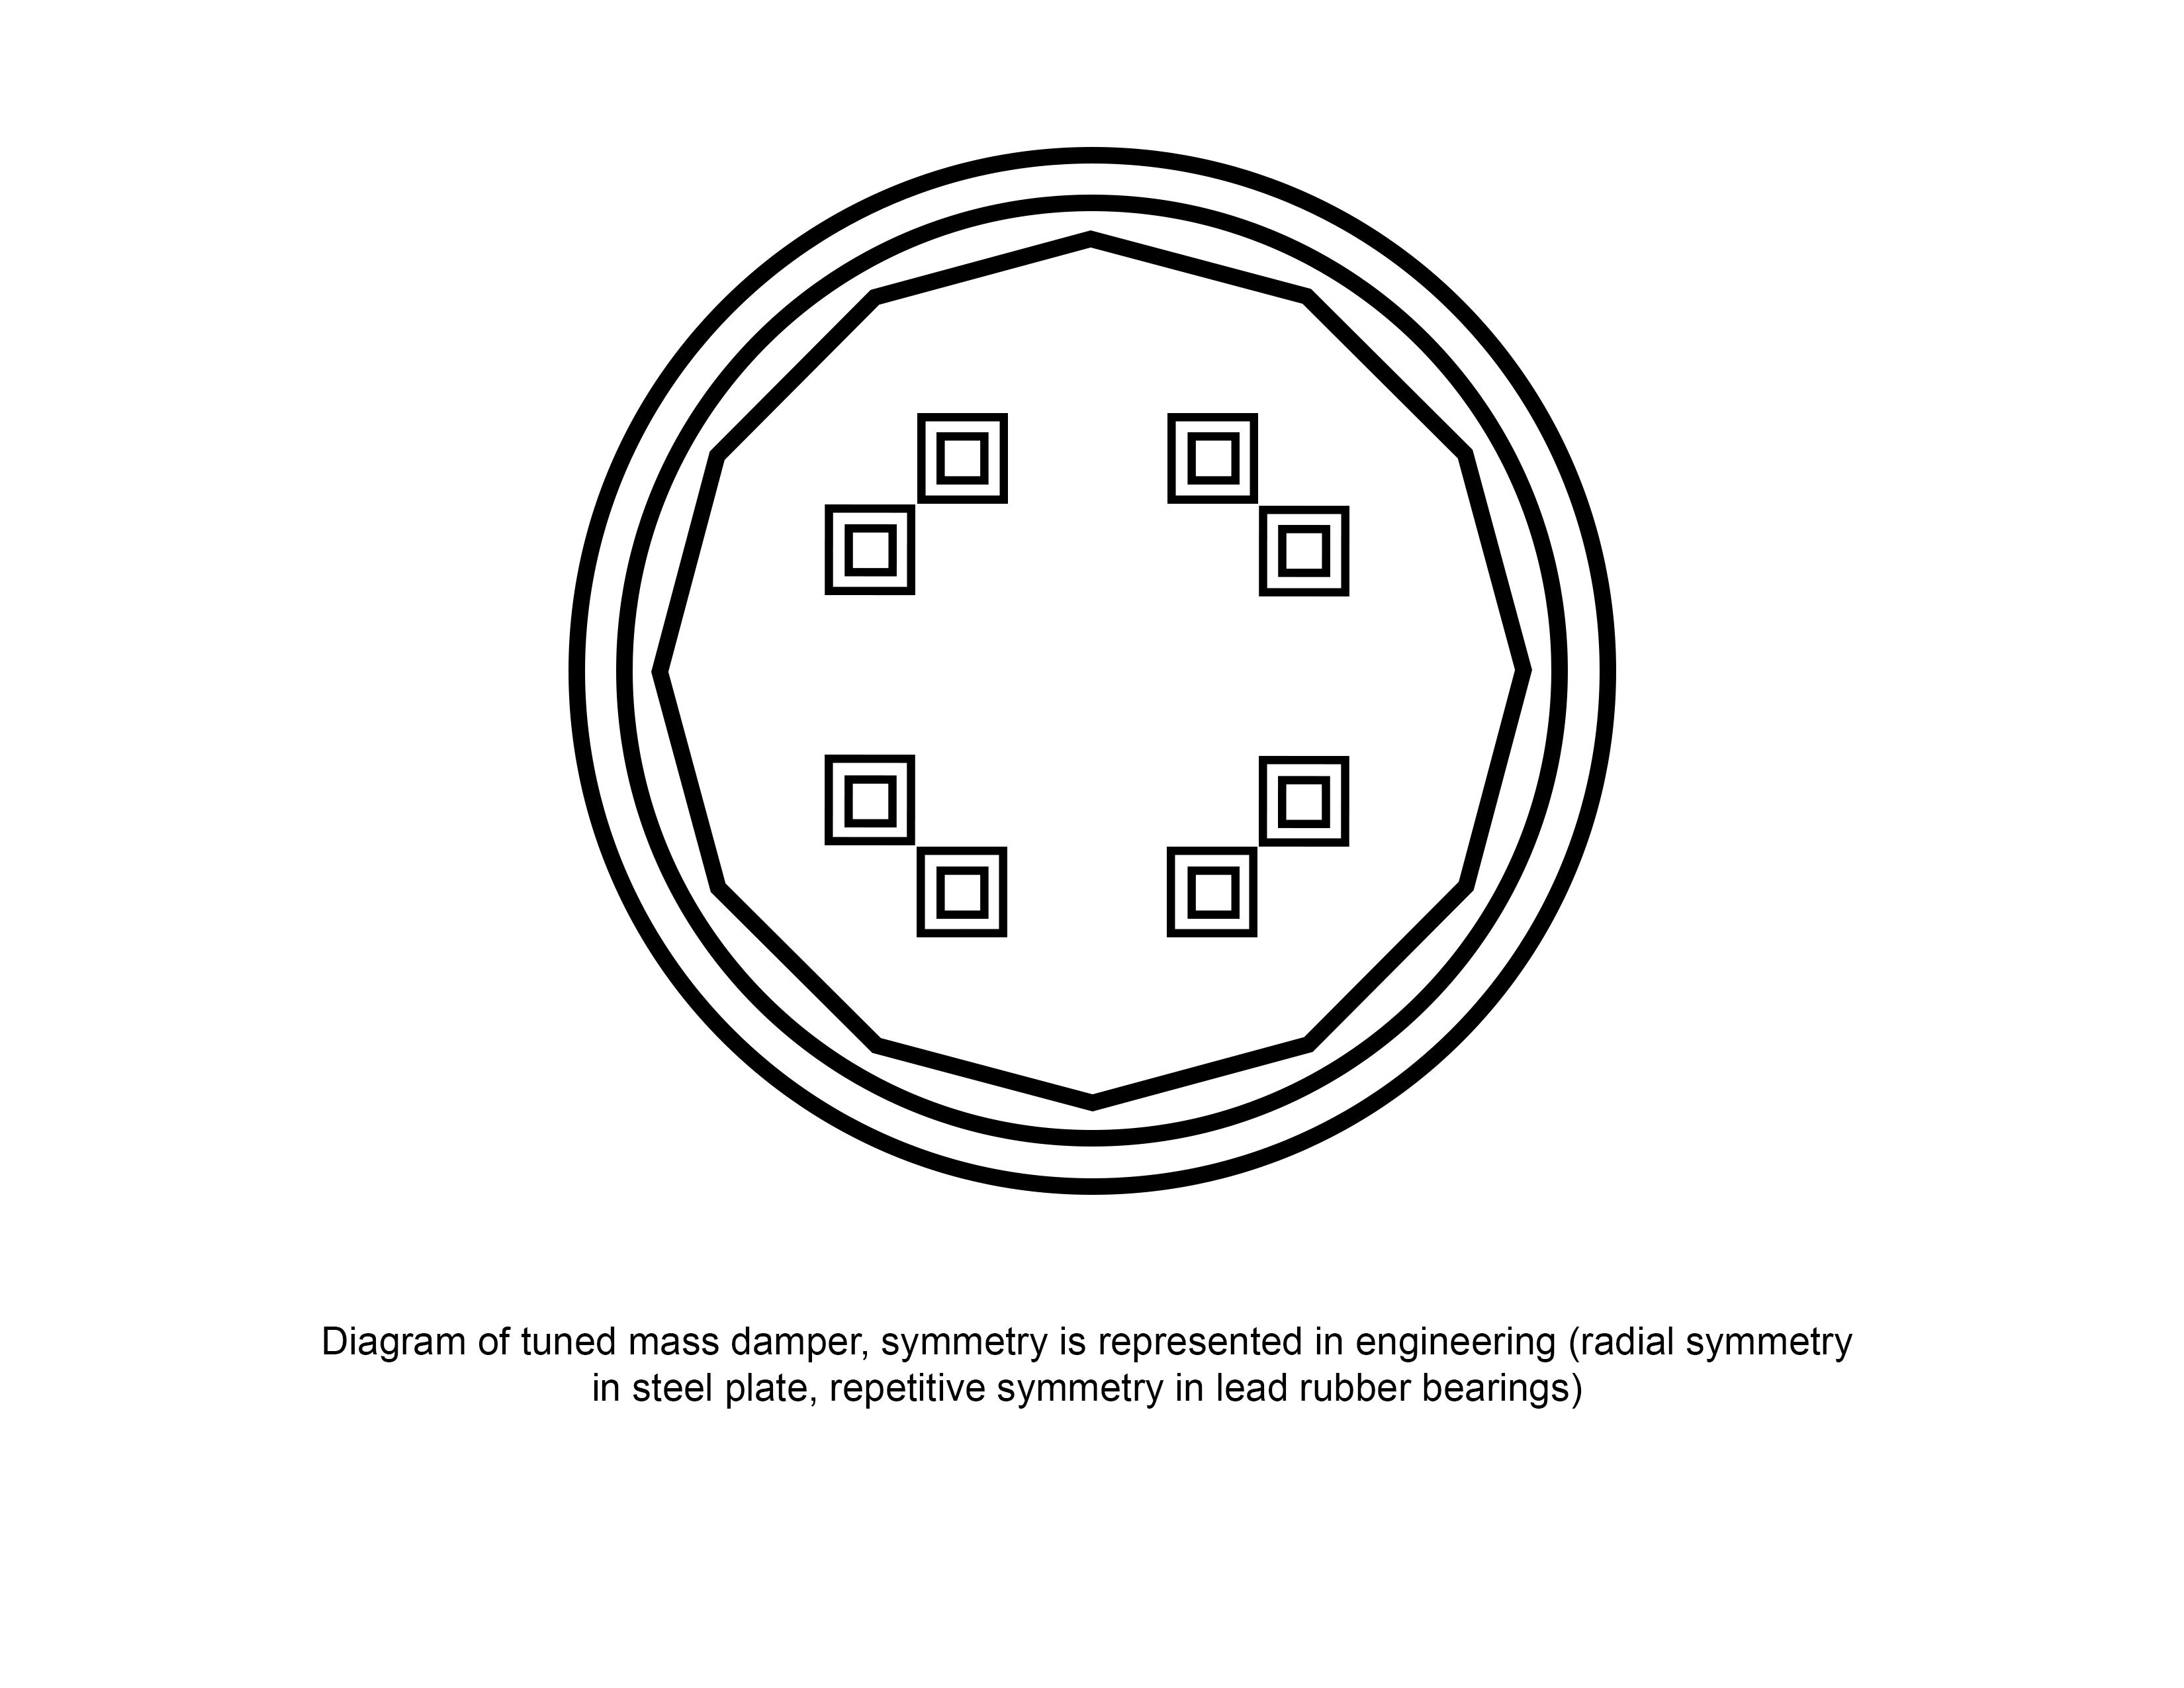 Diagram of tuned mass damper, symmetry is represented in engineering (radial symmetry
in steel plate, repetitive symmetry in lead rubber bearings)